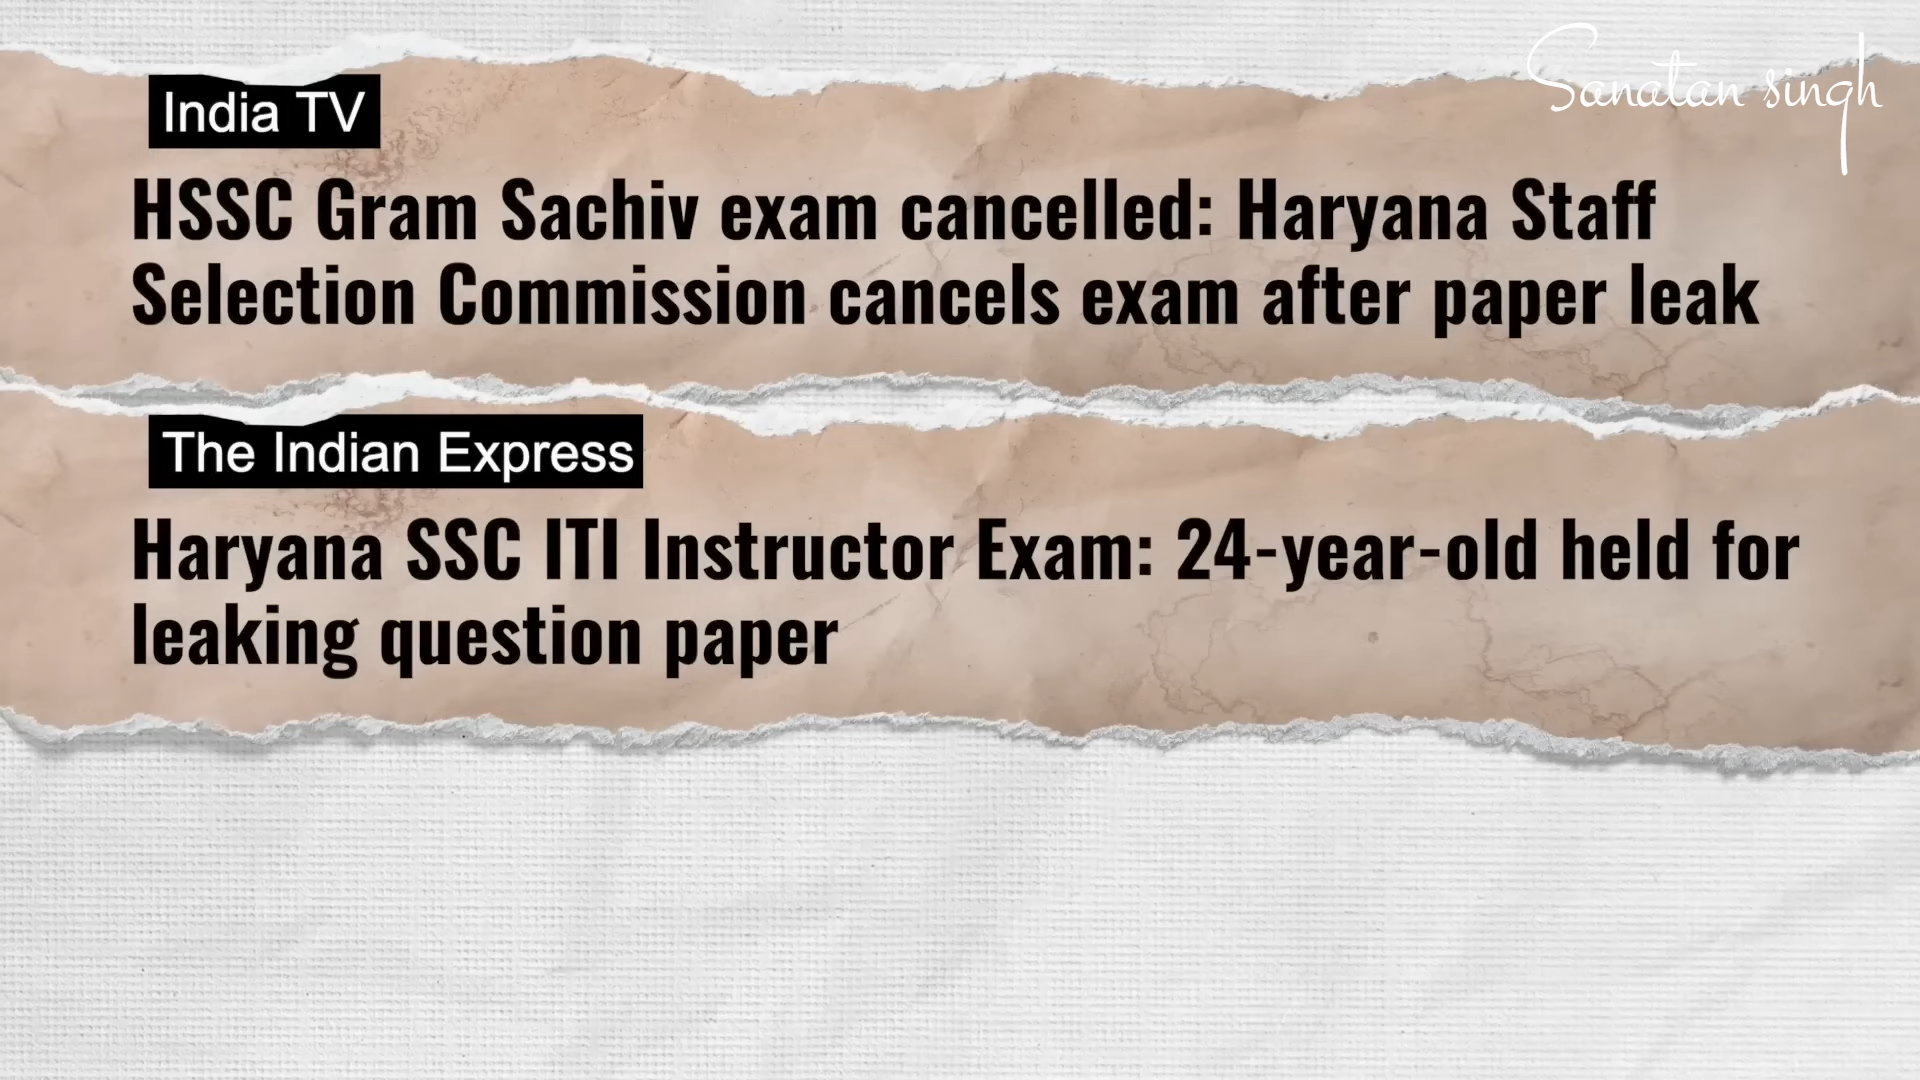 Sanatan singh
India TV
HSSC Gram Sachiv exam cancelled: Haryana Staff
Selection Commission cancels exam after paper leak
The Indian Express
Haryana SSC ITI Instructor Exam: 24-year-old held for
leaking question paper